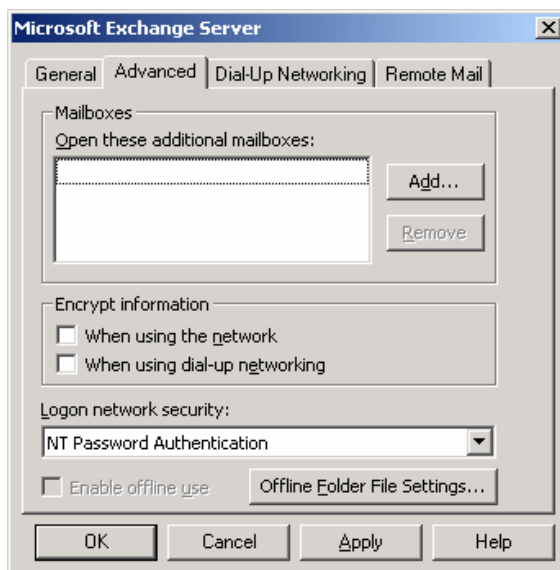 Microsoft Exchange Server
General Advanced Dial-Up Networking Remote Mail
Mailboxes
Open these additional mailboxes:
Add...
Remove
Encrypt information
When using the network
When using dial-up networking
Logon network security:
NT Password Authentication
Enable offline use Offline Folder File Settings...
OK Cancel Apply Help